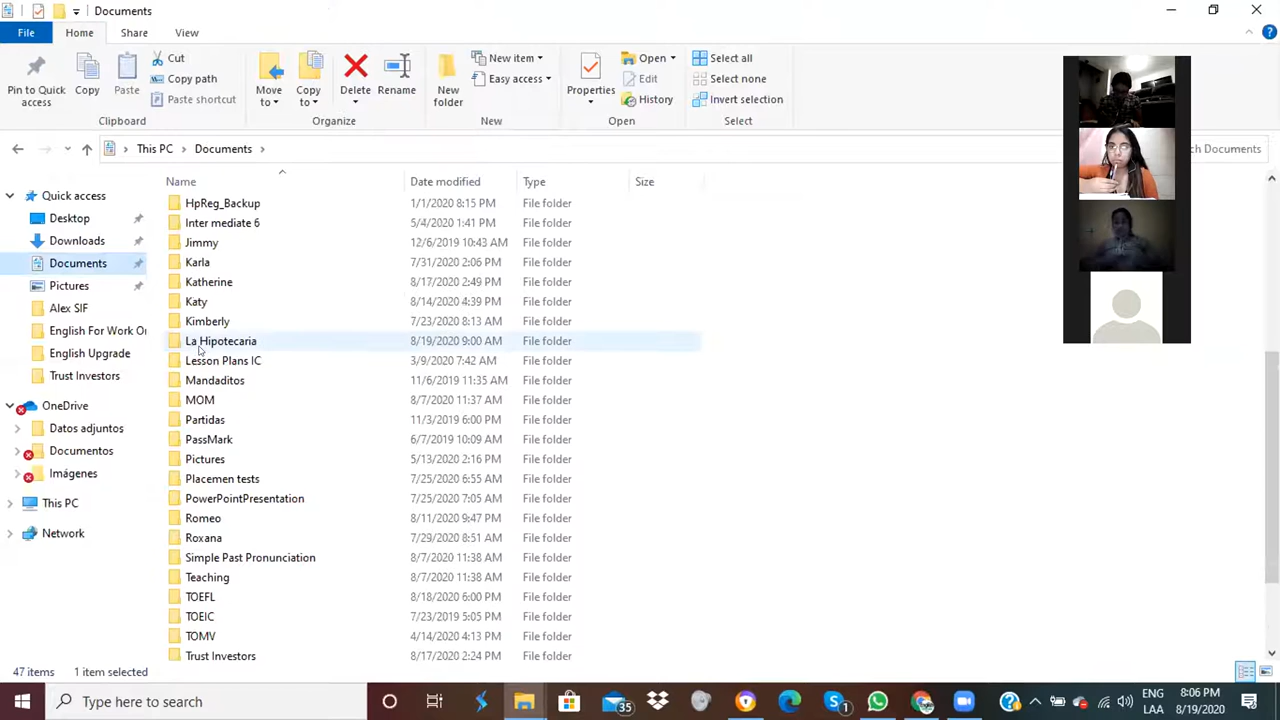 Documents
File Home Share View
Pin to Quick access
Copy
Paste
Cut
Copy path
Paste shortcut
Clipboard
Move to
Copy to
Delete
Rename
Organize
New folder
New item
Easy access
New
Properties
Open
Edit
History
Open
Select all
Select none
Invert selection
Select
This PC Documents
ch Documents
Name Date modified Type Size
Quick access
Desktop
Downloads
Documents
Pictures
Alex SIF
English For Work Or
English Upgrade
Trust Investors
OneDrive
Datos adjuntos
Documentos
Imágenes
This PC
Network
HpReg_Backup 1/1/2020 8:15 PM File folder
Inter mediate 6 5/4/2020 1:41 PM File folder
Jimmy 12/6/2019 10:43 AM File folder
Karla 7/31/2020 2:06 PM File folder
Katherine 8/17/2020 2:49 PM File folder
Katy 8/14/2020 4:39 PM File folder
Kimberly 7/23/2020 8:13 AM File folder
La Hipotecaria 8/19/2020 9:00 AM File folder
Lesson Plans IC 3/9/2020 7:42 AM File folder
Mandaditos 11/6/2019 11:35 AM File folder
MOM 8/7/2020 11:37 AM File folder
Partidas 11/3/2019 6:00 PM File folder
PassMark 6/7/2019 10:09 AM File folder
Pictures 5/13/2020 2:16 PM File folder
Placemen tests 7/25/2020 6:55 AM File folder
PowerPointPresentation 7/25/2020 7:05 AM File folder
Romeo 8/11/2020 9:47 PM File folder
Roxana 7/29/2020 8:51 AM File folder
Simple Past Pronunciation 8/7/2020 11:38 AM File folder
Teaching 8/7/2020 11:38 AM File folder
TOEFL 8/18/2020 6:00 PM File folder
TOEIC 7/23/2019 5:05 PM File folder
TOMV 4/14/2020 4:13 PM File folder
Trust Investors 8/17/2020 2:24 PM File folder
47 items 1 item selected
Type here to search
35
1
ENG
LAA
8:06 PM
8/19/2020